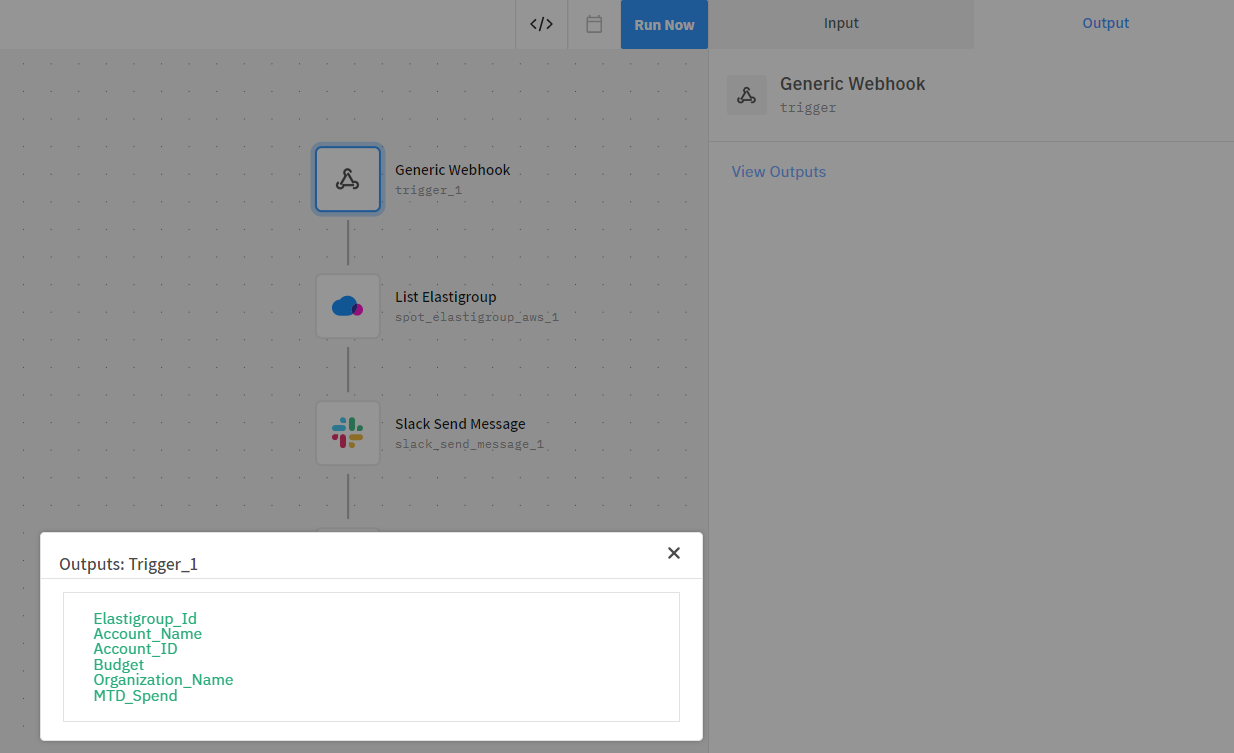 </>
Run Now
Input
Output
Generic Webhook
trigger
View Outputs
Generic Webhook
trigger_1
List Elastigroup
spot_elastigroup_aws_1
Slack Send Message
slack_send_message_1
Outputs: Trigger_1
Elastigroup_Id
Account_Name
Account_ID
Budget
Organization_Name
MTD_Spend